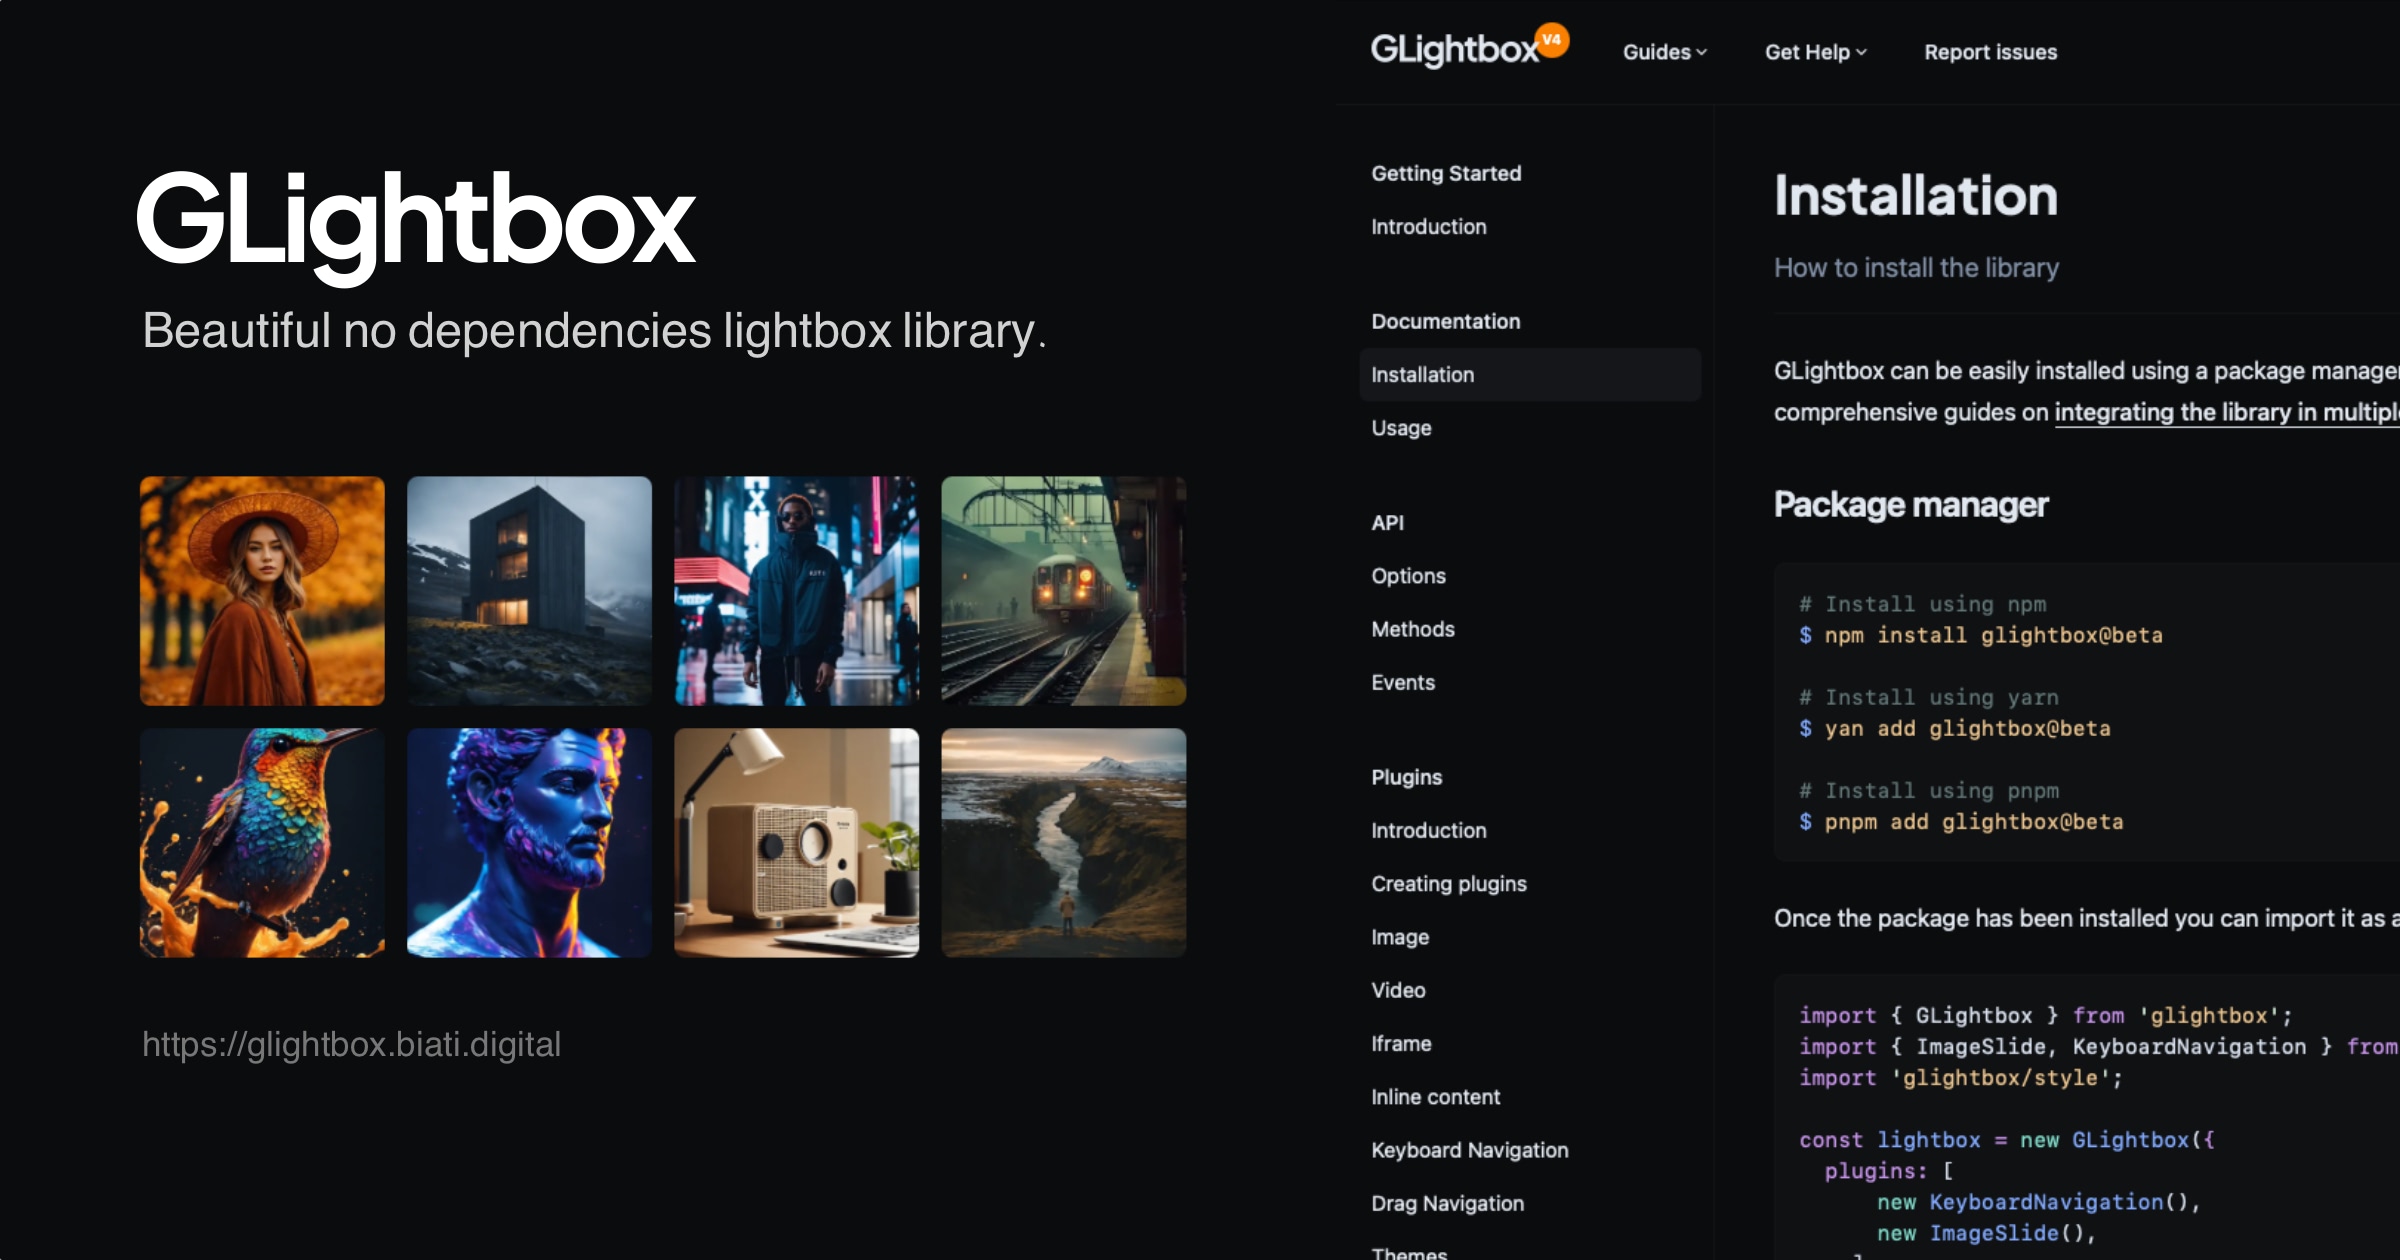 GLightbox
Beautiful no dependencies lightbox library.
https://glightbox.biati.digital
GLightbox V4
Guides
Get Help
Report issues
Getting Started
Introduction
Documentation
Installation
Usage
API
Options
Methods
Events
Plugins
Introduction
Creating plugins
Image
Video
Iframe
Inline content
Keyboard Navigation
Drag Navigation
Themes
Installation
How to install the library
GLightbox can be easily installed using a package manager
comprehensive guides on integrating the library in multipl
Package manager
# Install using npm
$ npm install glightbox@beta
# Install using yarn
$ yan add glightbox@beta
# Install using pnpm
$ pnpm add glightbox@beta
Once the package has been installed you can import it as a
import { GLightbox } from 'glightbox';
import { ImageSlide, KeyboardNavigation } from
import 'glightbox/style';
const lightbox = new GLightbox({
plugins: [
new KeyboardNavigation(),
new ImageSlide(),
]